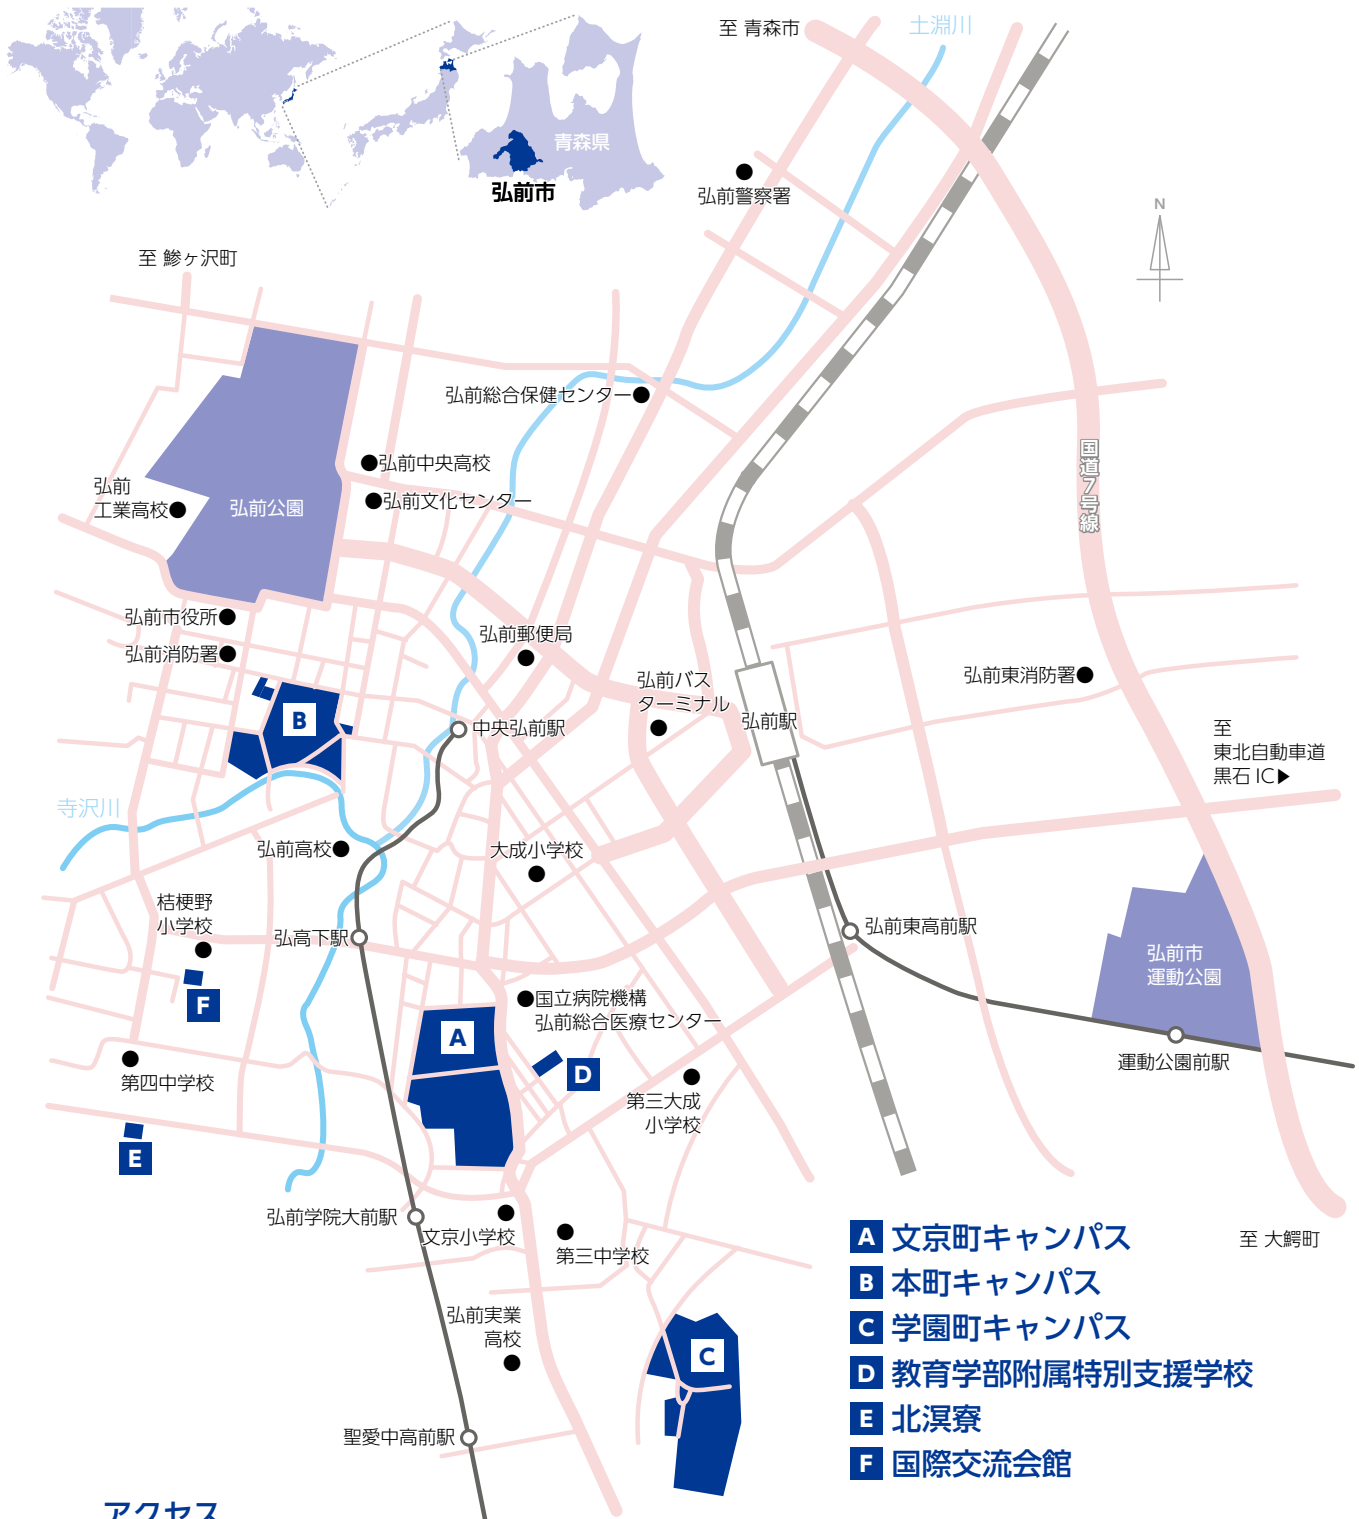 至 青森市
土淵川
青森県
弘前市
弘前警察署
N
至 鰺ヶ沢町
弘前総合保健センター
国道7号線
弘前中央高校
弘前
工業高校
弘前文化センター
弘前公園
弘前市役所
弘前郵便局
弘前消防署
弘前東消防署
弘前バス
ターミナル
B
中央弘前駅
弘前駅
至
東北自動車道
黒石 IC▶
寺沢川
弘前高校
大成小学校
桔梗野
小学校
弘高下駅
弘前東高前駅
弘前市
運動公園
F
国立病院機構
弘前総合医療センター
A
D
運動公園前駅
第四中学校
第三大成
小学校
E
弘前学院大前駅
文京小学校
第三中学校
至 大鰐町
弘前実業
高校
C
聖愛中高前駅
A 文京町キャンパス
B 本町キャンパス
C 学園町キャンパス
D 教育学部附属特別支援学校
E 北溟寮
F 国際交流会館
アクセス